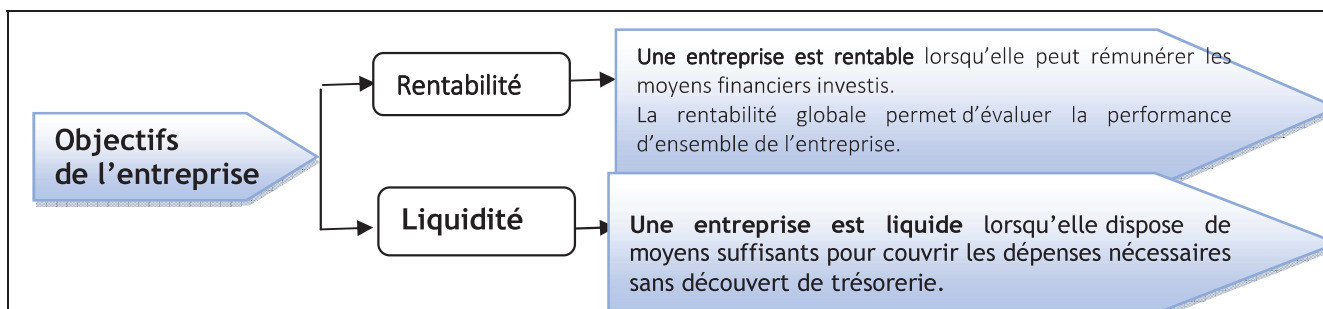 Objectifs
de l’entreprise
Rentabilité
Une entreprise est rentable lorsqu’elle peut rémunérer les
moyens financiers investis.
La rentabilité globale permet d’évaluer la performance
d’ensemble de l’entreprise.
Liquidité
Une entreprise est liquide lorsqu’elle dispose de
moyens suffisants pour couvrir les dépenses nécessaires
sans découvert de trésorerie.